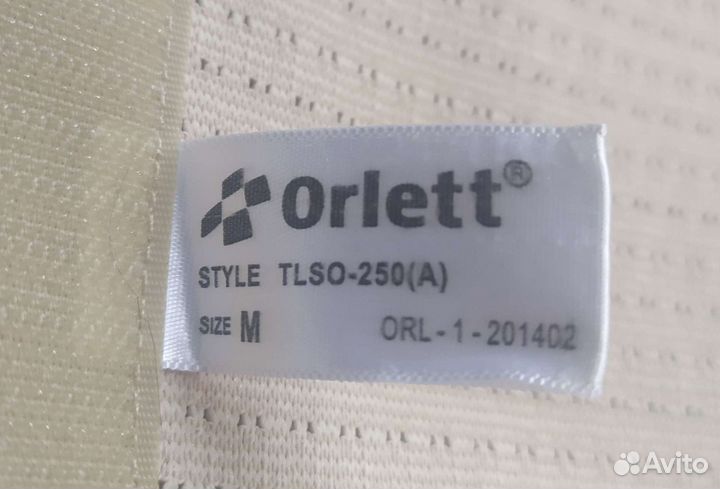 Orlett®
STYLE TLSO-250(A)
SIZE M ORL-1-201402
Avito